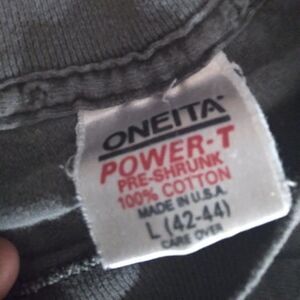 ONEITA
POWER-T
PRE-SHRUNK
100% COTTON
MADE IN U.S.A.
L (42-44)
CARE OVER